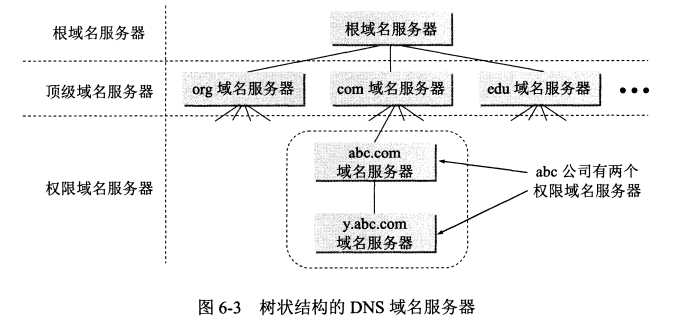 根域名服务器
根域名服务器
顶级域名服务器
org 域名服务器
com 域名服务器
edu 域名服务器
权限域名服务器
abc.com
域名服务器
abc 公司有两个
权限域名服务器
y.abc.com
域名服务器
图 6-3 树状结构的 DNS 域名服务器